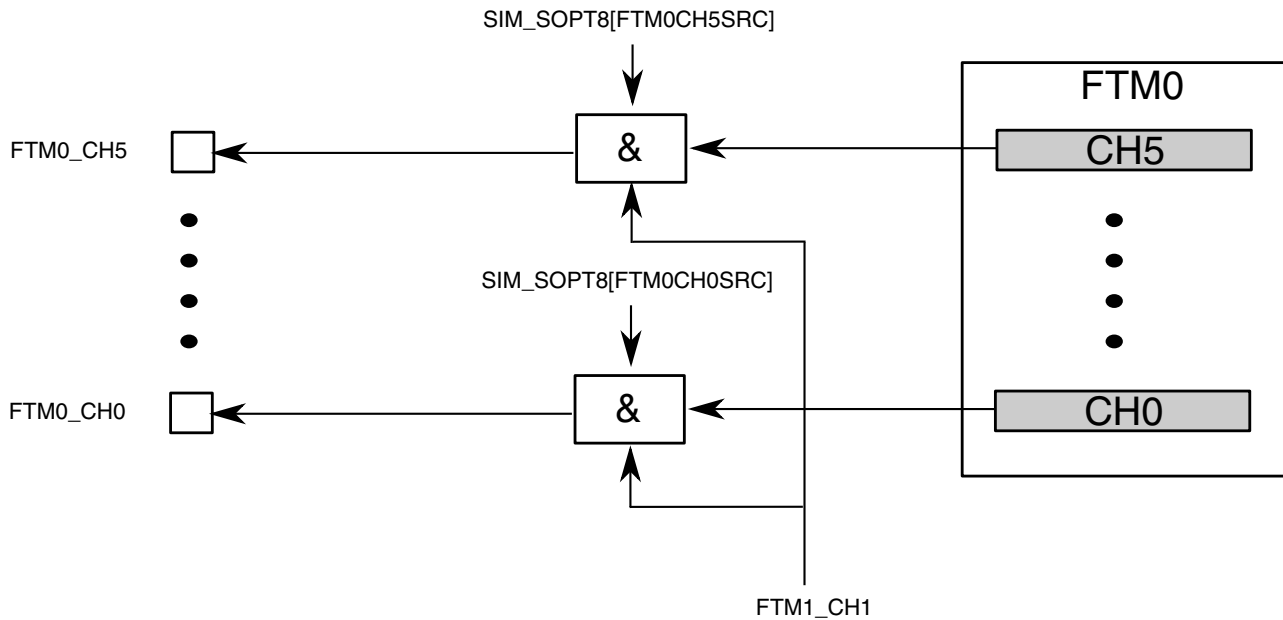 SIM_SOPT8[FTM0CH5SRC]
FTM0
FTM0_CH5
&
CH5
SIM_SOPT8[FTM0CH0SRC]
FTM0_CH0
&
CH0
FTM1_CH1